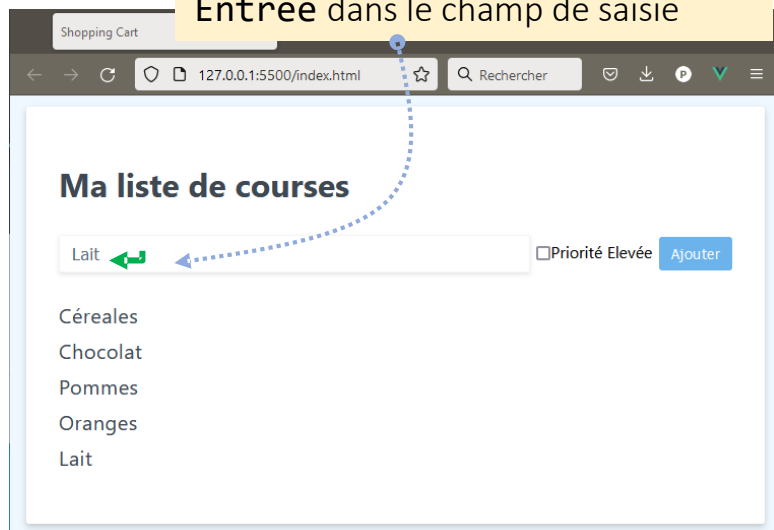 Entrée dans le champ de saisie
Shopping Cart
127.0.0.1:5500/index.html
Rechercher
P
Ma liste de courses
Lait
Priorité Elevée
Ajouter
Céreales
Chocolat
Pommes
Oranges
Lait